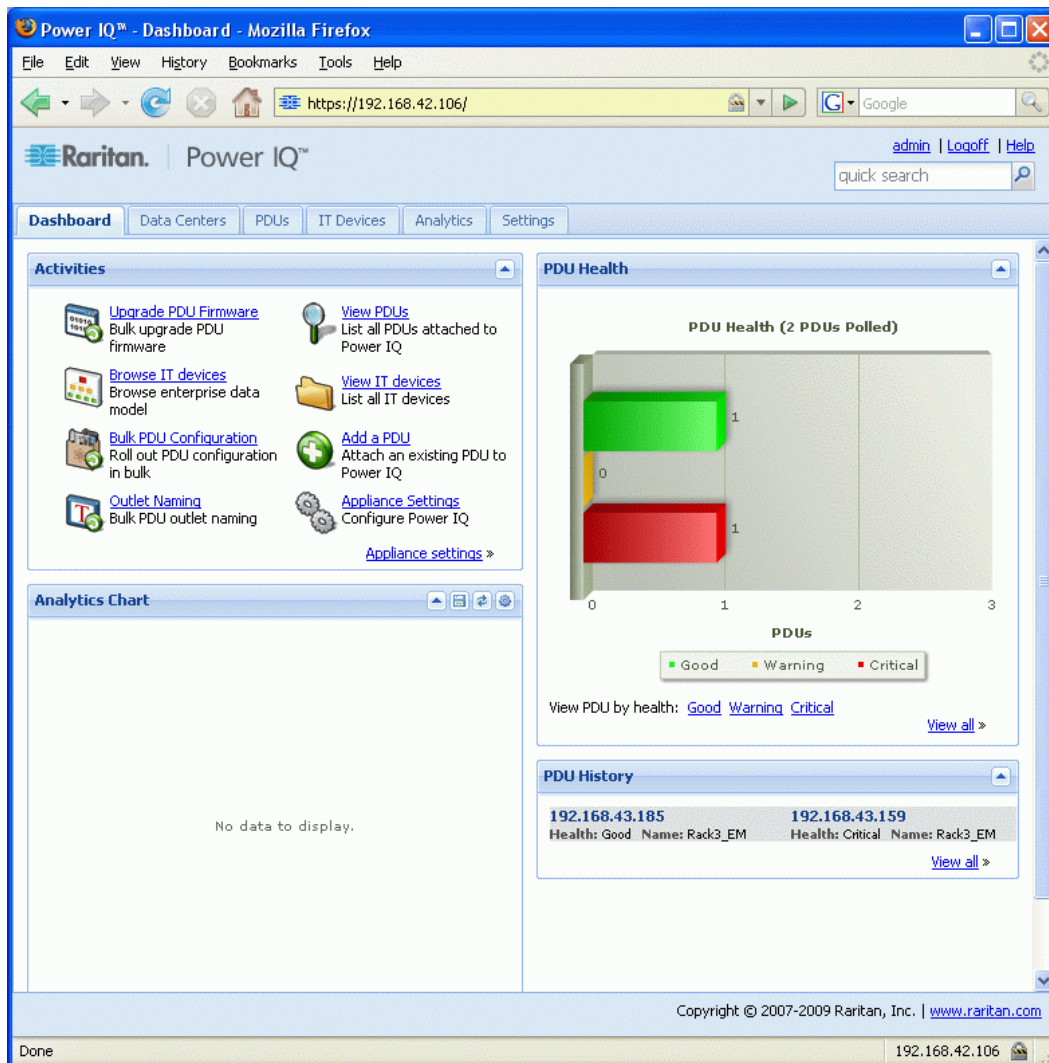 Power IQ™ - Dashboard - Mozilla Firefox
File Edit View History Bookmarks Tools Help
https://192.168.42.106/
G Google
Raritan. Power IQ™
admin | Logoff | Help
quick search
Dashboard Data Centers PDUs IT Devices Analytics Settings
Activities
Upgrade PDU Firmware
Bulk upgrade PDU
firmware
View PDUs
List all PDUs attached to
Power IQ
Browse IT devices
Browse enterprise data
model
View IT devices
List all IT devices
Bulk PDU Configuration
Roll out PDU configuration
in bulk
Add a PDU
Attach an existing PDU to
Power IQ
Outlet Naming
Bulk PDU outlet naming
Appliance Settings
Configure Power IQ
Appliance settings »
Analytics Chart
No data to display.
PDU Health
PDU Health (2 PDUs Polled)
1
0
1
0 1 2 3
PDUs
Good Warning Critical
View PDU by health: Good Warning Critical
View all »
PDU History
192.168.43.185
Health: Good Name: Rack3_EM
192.168.43.159
Health: Critical Name: Rack3_EM
View all »
Copyright © 2007-2009 Raritan, Inc. | www.raritan.com
Done
192.168.42.106